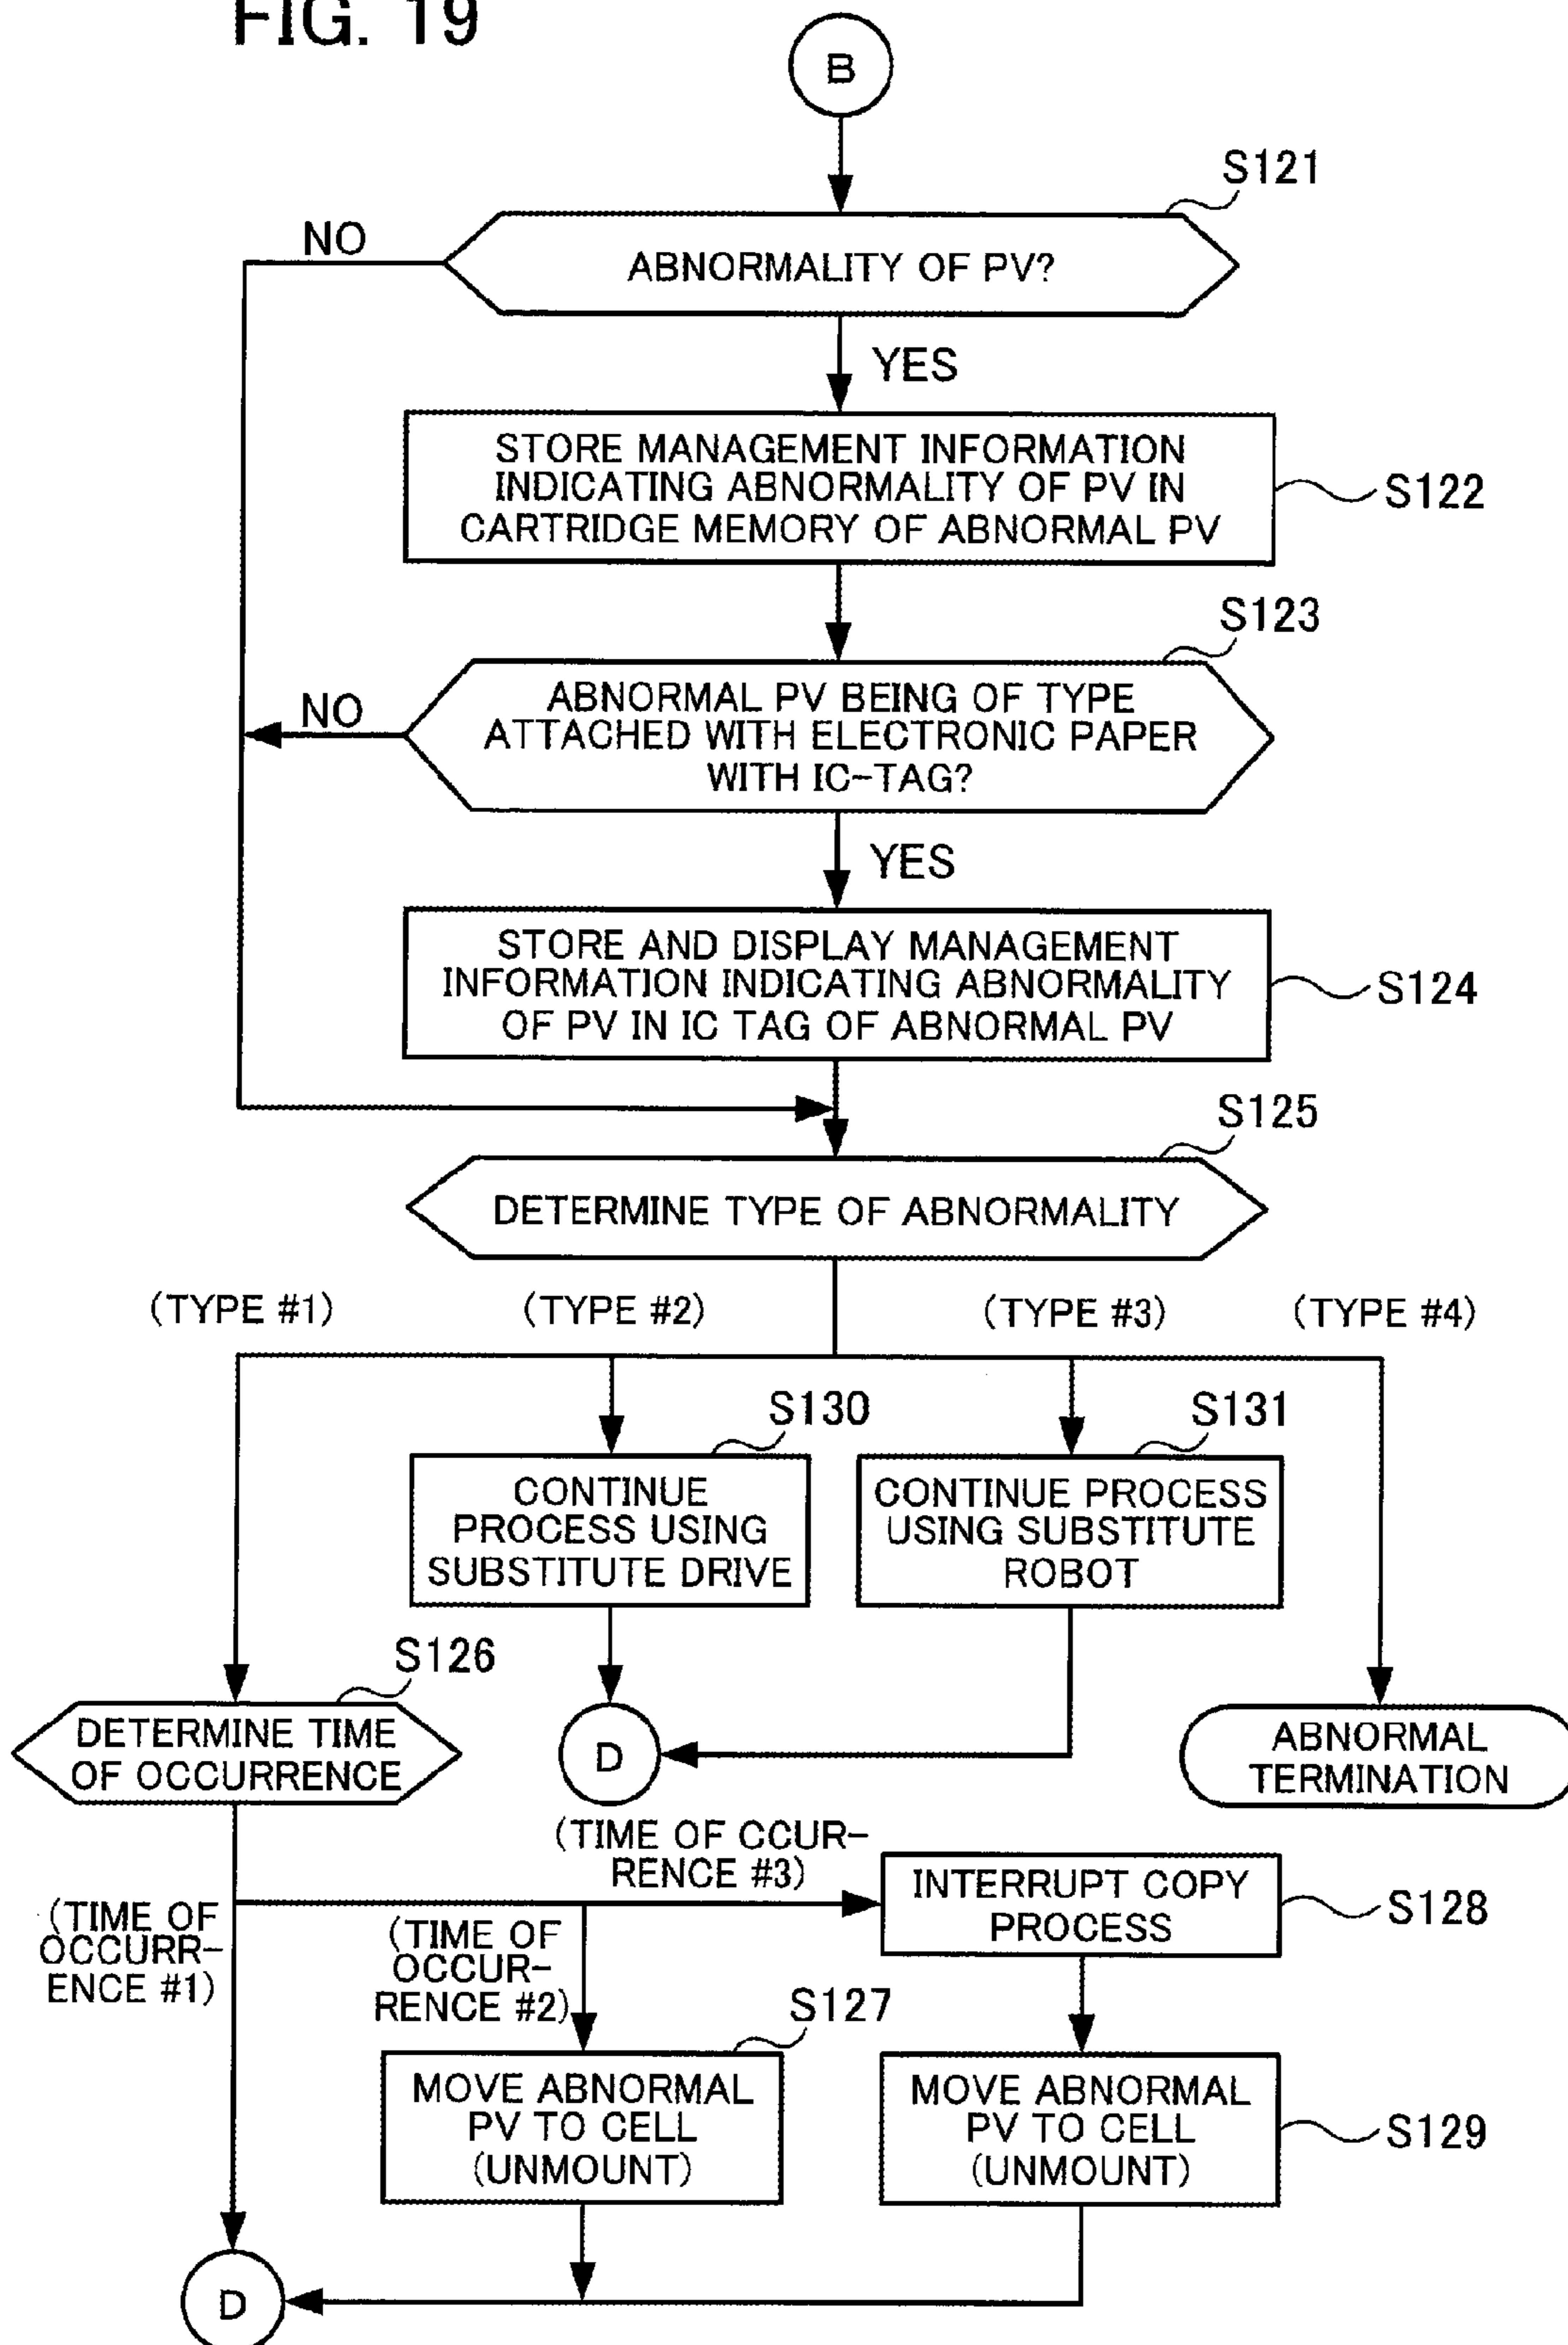 FIG. 19
B
S121
NO
ABNORMALITY OF PV?
YES
STORE MANAGEMENT INFORMATION
INDICATING ABNORMALITY OF PV IN
CARTRIDGE MEMORY OF ABNORMAL PV
S122
S123
NO
ABNORMAL PV BEING OF TYPE
ATTACHED WITH ELECTRONIC PAPER
WITH IC-TAG?
YES
STORE AND DISPLAY MANAGEMENT
INFORMATION INDICATING ABNORMALITY
OF PV IN IC TAG OF ABNORMAL PV
S124
S125
DETERMINE TYPE OF ABNORMALITY
(TYPE #1)
(TYPE #2)
(TYPE #3)
(TYPE #4)
S130
CONTINUE
PROCESS USING
SUBSTITUTE DRIVE
S131
CONTINUE PROCESS
USING SUBSTITUTE
ROBOT
S126
DETERMINE TIME
OF OCCURRENCE
D
ABNORMAL
TERMINATION
(TIME OF CCUR-
RENCE #3)
INTERRUPT COPY
PROCESS
S128
(TIME OF
OCCURR-
ENCE #1)
(TIME OF
OCCUR-
RENCE #2)
S127
MOVE ABNORMAL
PV TO CELL
(UNMOUNT)
MOVE ABNORMAL
PV TO CELL
(UNMOUNT)
S129
D